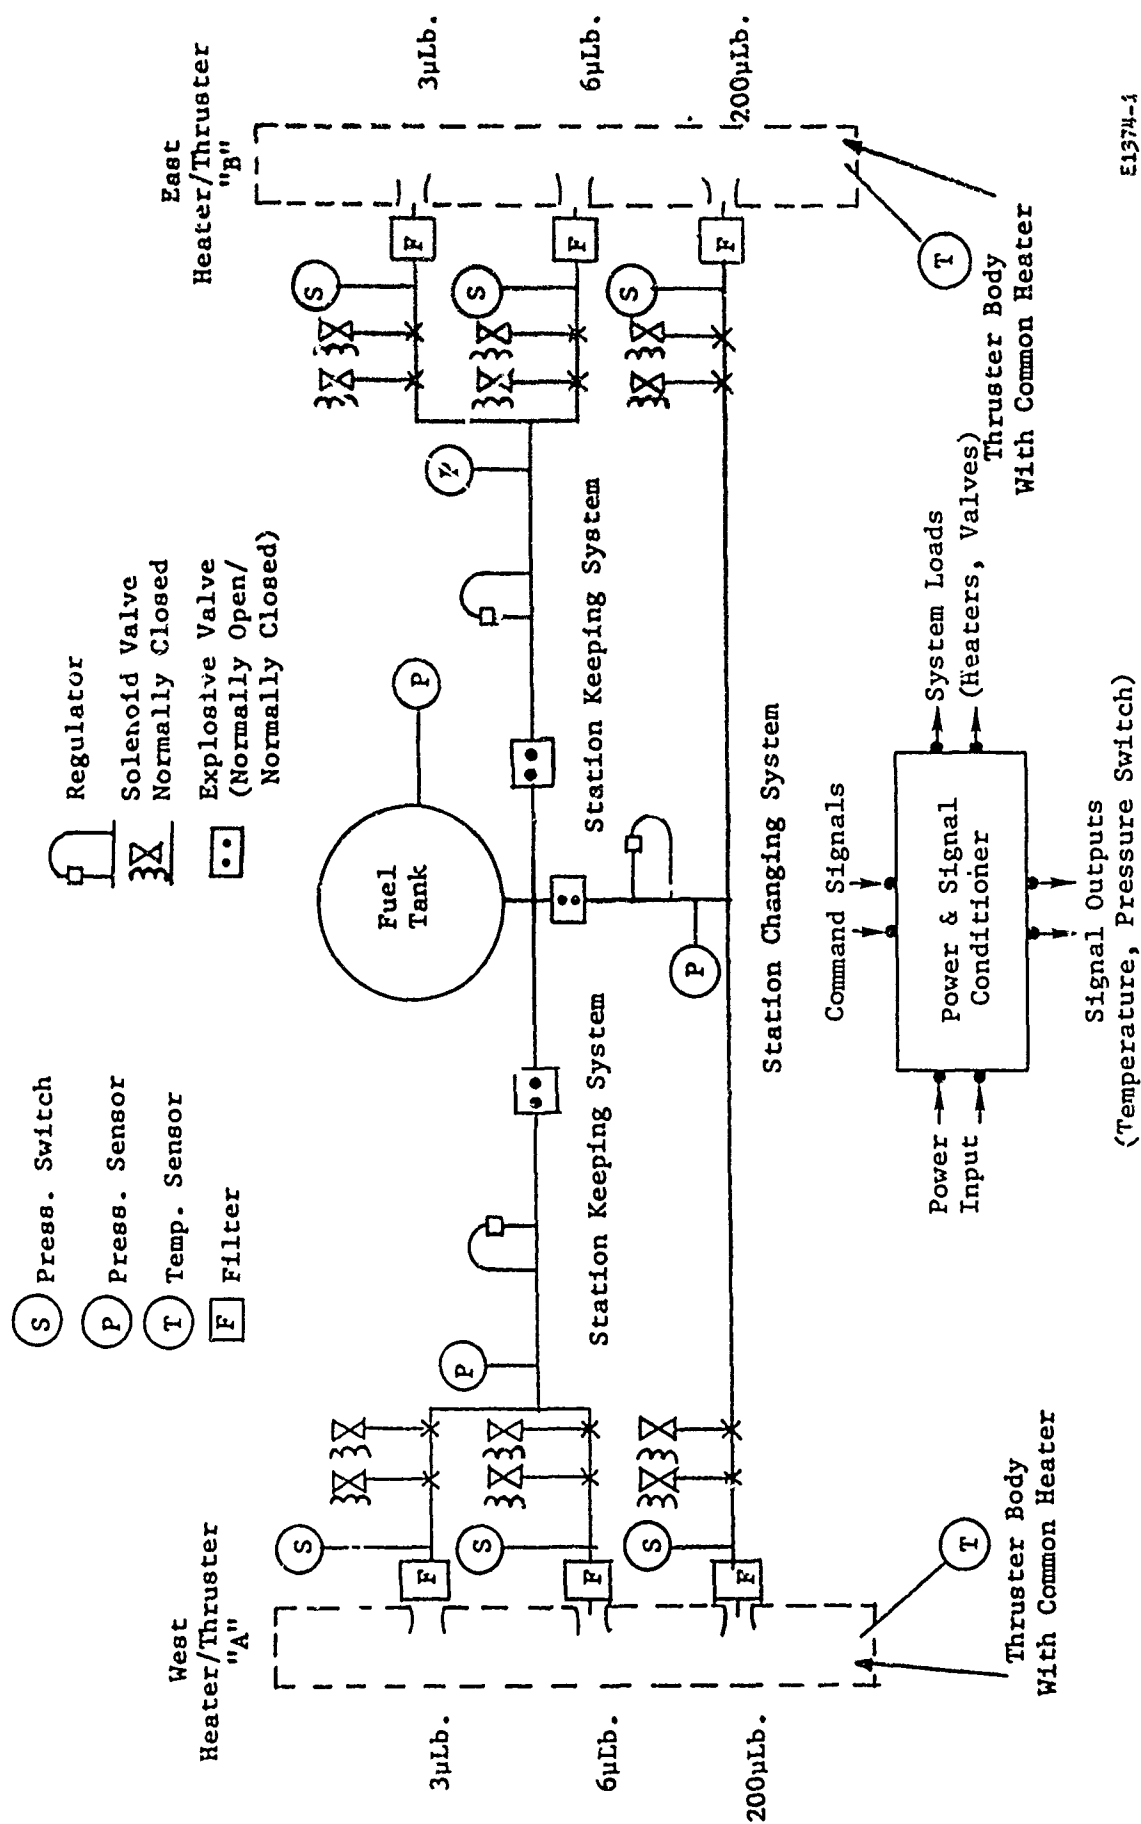 S Press. Switch
P Press. Sensor
T Temp. Sensor
F Filter
Regulator
Solenoid Valve
Normally Closed
Explosive Valve
(Normally Open/
Normally Closed)
West
Heater/Thruster
"A"
East
Heater/Thruster
"B"
3µLb.
6µLb.
200µLb.
S
S
S
F
F
F
P
Fuel
Tank
P
P
S
S
S
F
F
F
3µLb.
6µLb.
200µLb.
Station Keeping System
Station Keeping System
Station Changing System
T
Thruster Body
With Common Heater
T
Thruster Body
With Common Heater
Command Signals
Power
Input
Power & Signal
Conditioner
System Loads
(Heaters, Valves)
Signal Outputs
(Temperature, Pressure Switch)
E1374-1